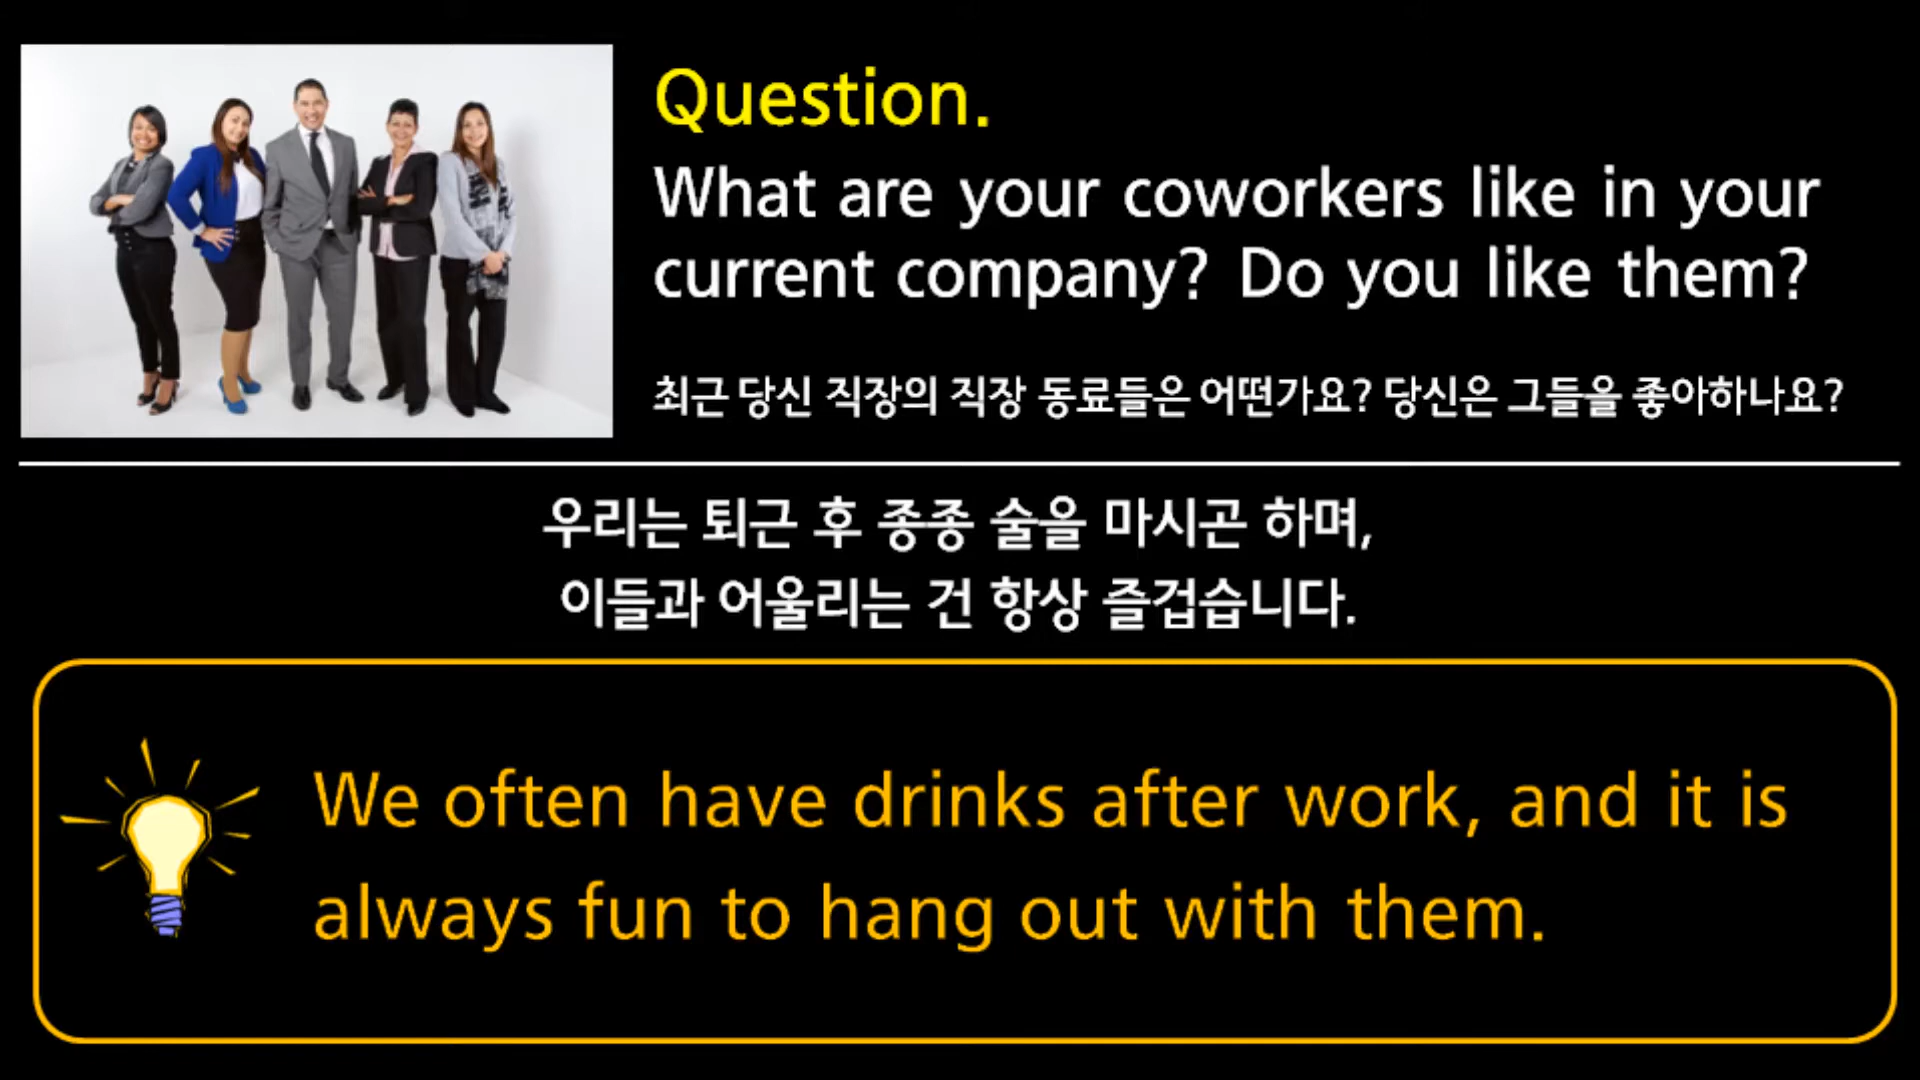 Question.
What are your coworkers like in your
current company? Do you like them?
최근 당신 직장의 직장 동료들은 어떤가요? 당신은 그들을 좋아하나요?
우리는 퇴근 후 종종 술을 마시곤 하며,
이들과 어울리는 건 항상 즐겁습니다.
We often have drinks after work, and it is
always fun to hang out with them.